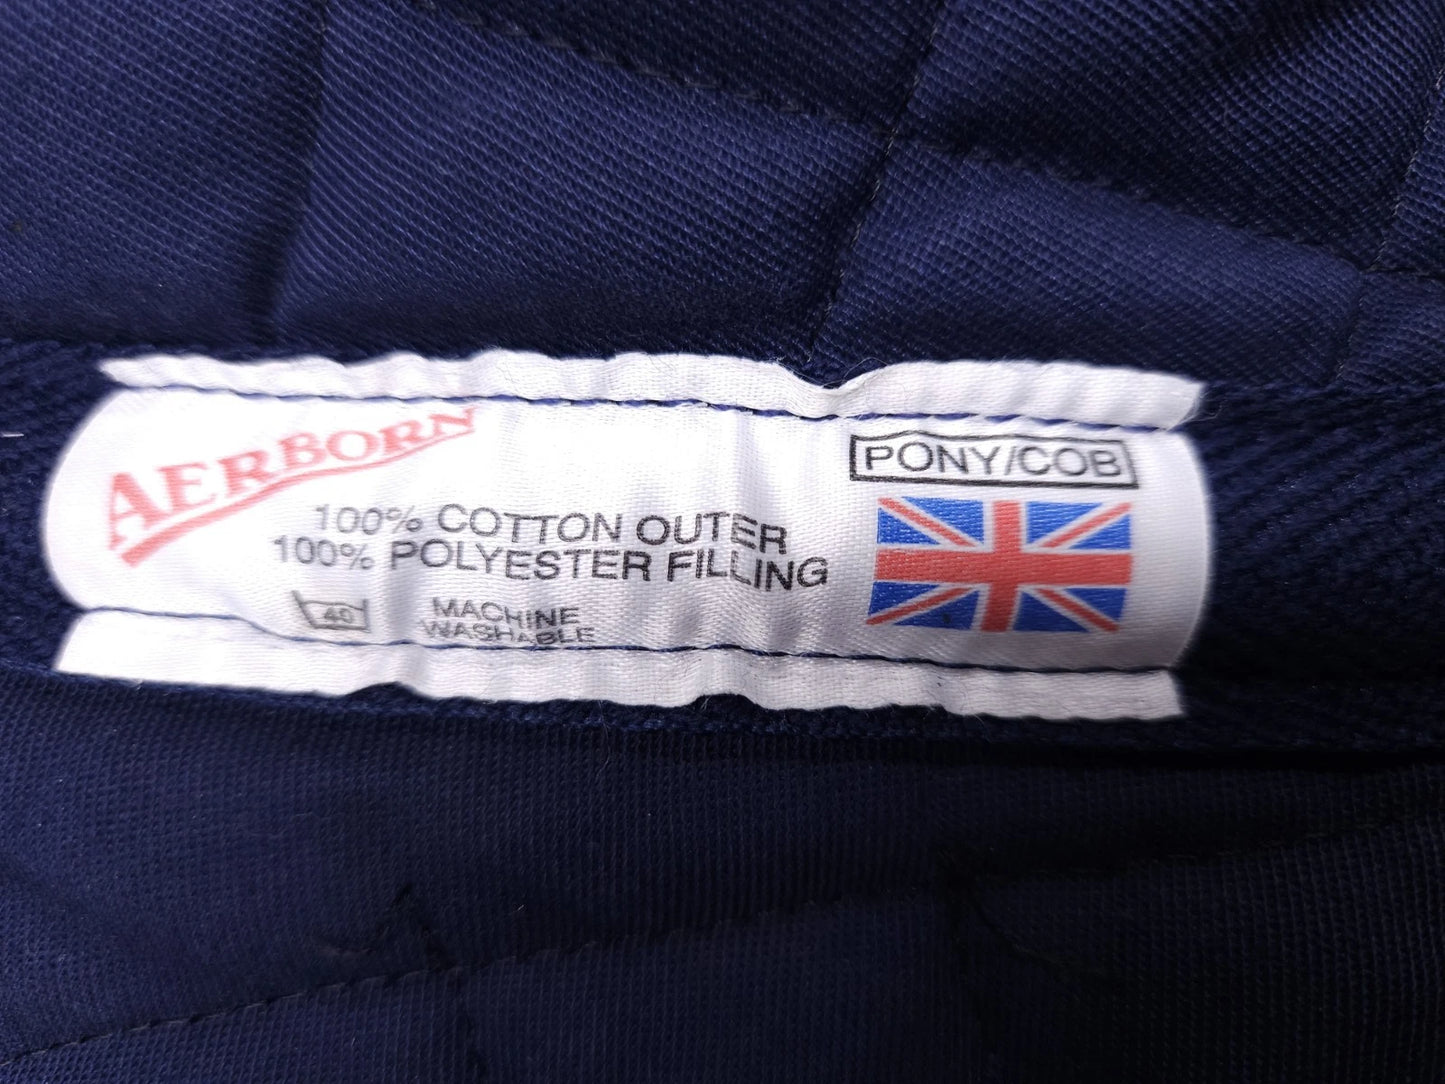 AERBORN
PONY/COB
100% COTTON OUTER
100% POLYESTER FILLING
40
MACHINE
WASHABLE